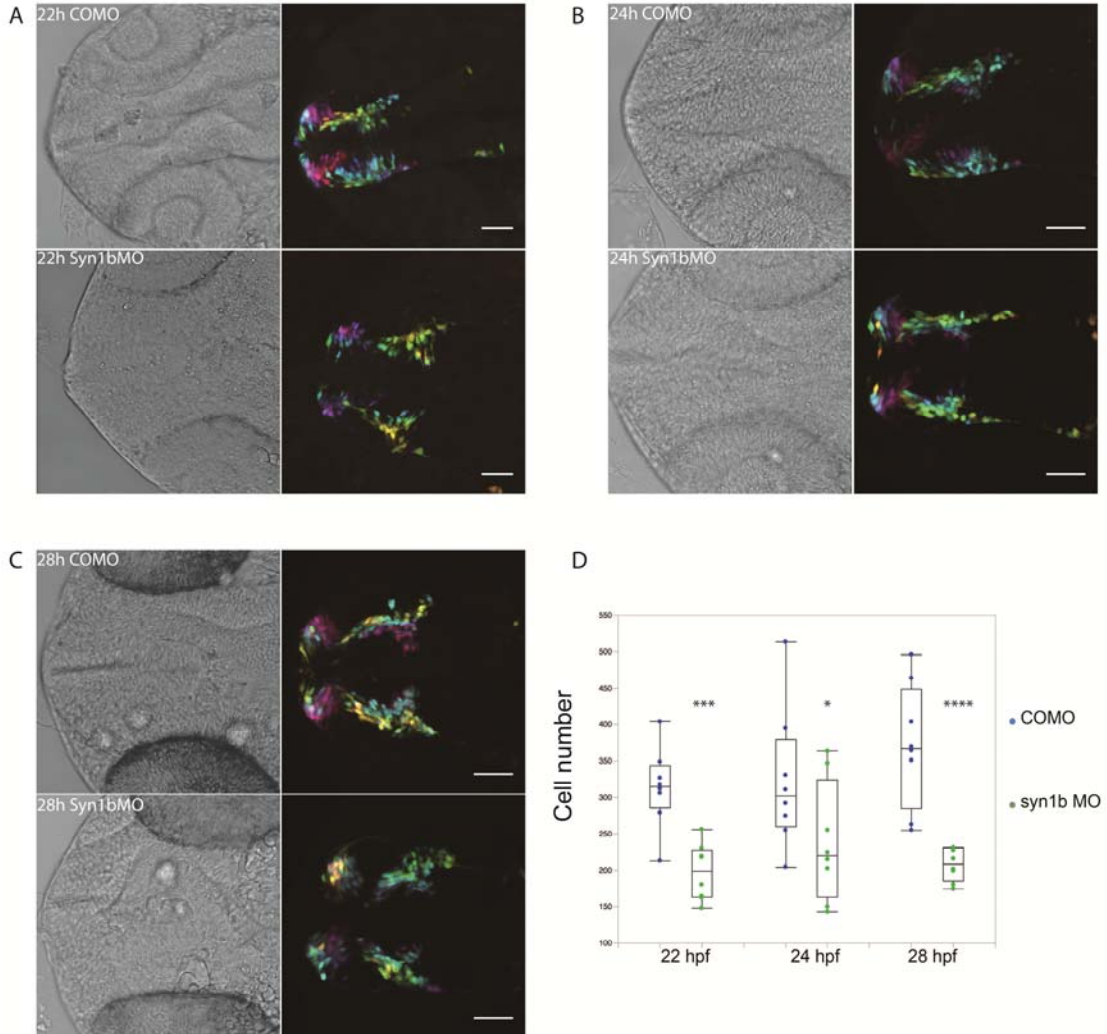 A
22h COMO
22h Syn1bMO
B
24h COMO
24h Syn1bMO
C
28h COMO
28h Syn1bMO
D
Cell number
550
500
450
400
350
300
250
200
150
100
***
*
****
22 hpf
24 hpf
28 hpf
COMO
syn1b MO